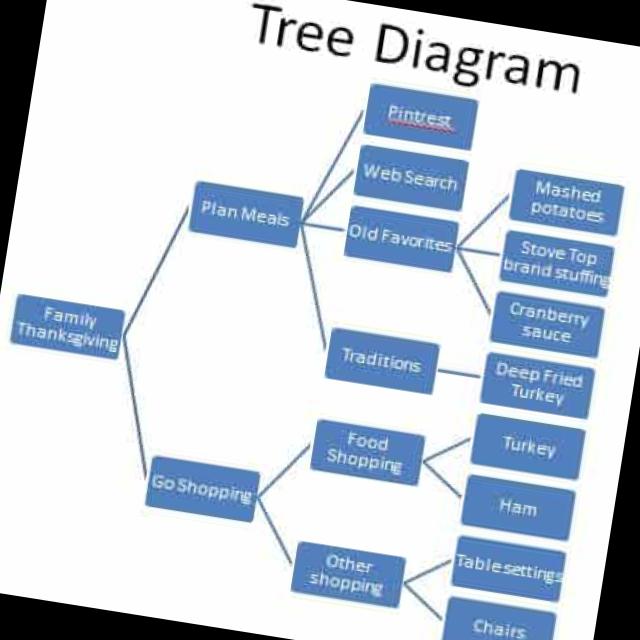 Tree Diagram
Pintrest
Web Search
Plan Meals
Old Favorites
Mashed
potatoes
Stove Top
brand stuffing
Cranberry
sauce
Family
Thanksgiving
Traditions
Deep Fried
Turkey
Go Shopping
Food
Shopping
Turkey
Ham
Other
shopping
Table settings
Chairs